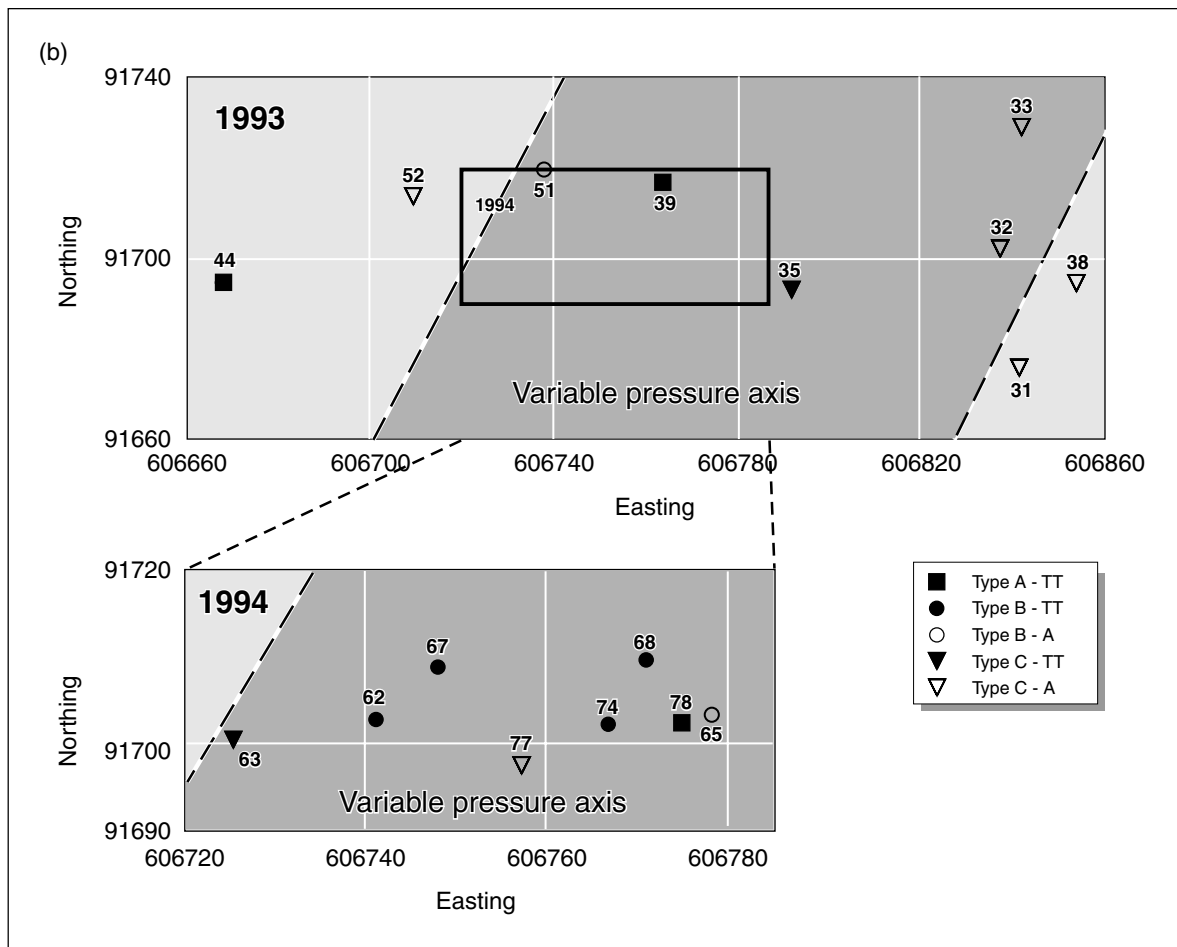 (b)
91740
1993
33
52
51
1994
39
32
44
91700
35
38
Northing
31
Variable pressure axis
91660
606660 606700 606740 606780 606820 606860
Easting
91720
1994
67
68
62
74
78
65
Northing
91700
63
77
Variable pressure axis
91690
606720 606740 606760 606780
Easting
Type A - TT
Type B - TT
Type B - A
Type C - TT
Type C - A